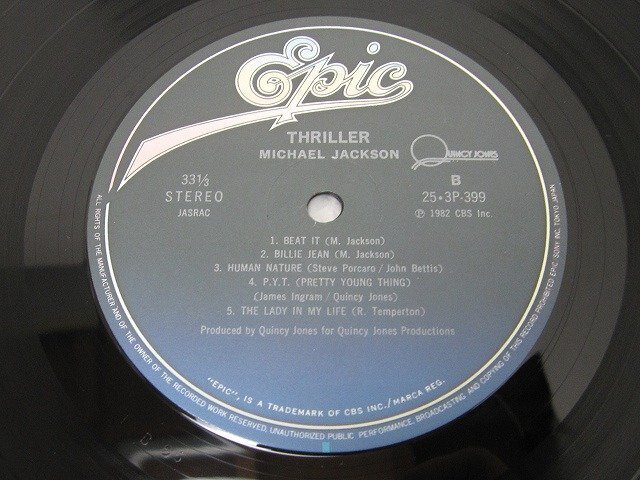 Epic
THRILLER
MICHAEL JACKSON
QUINCY JONES
33⅓
STEREO
JASRAC
B
25・3P-399
℗ 1982 CBS Inc.
1. BEAT IT (M. Jackson)
2. BILLIE JEAN (M. Jackson)
3. HUMAN NATURE (Steve Porcaro / John Bettis)
4. P.Y.T. (PRETTY YOUNG THING)
(James Ingram / Quincy Jones)
5. THE LADY IN MY LIFE (R. Temperton)
Produced by Quincy Jones for Quincy Jones Productions
"EPIC", IS A TRADEMARK OF CBS INC./MARCA REG.
ALL RIGHTS OF THE MANUFACTURER AND OF THE OWNER OF THE RECORDED WORK RESERVED. UNAUTHORIZED PUBLIC PERFORMANCE, BROADCASTING AND COPYING OF THIS RECORD PROHIBITED EPIC SONY INC. TOKYO JAPAN